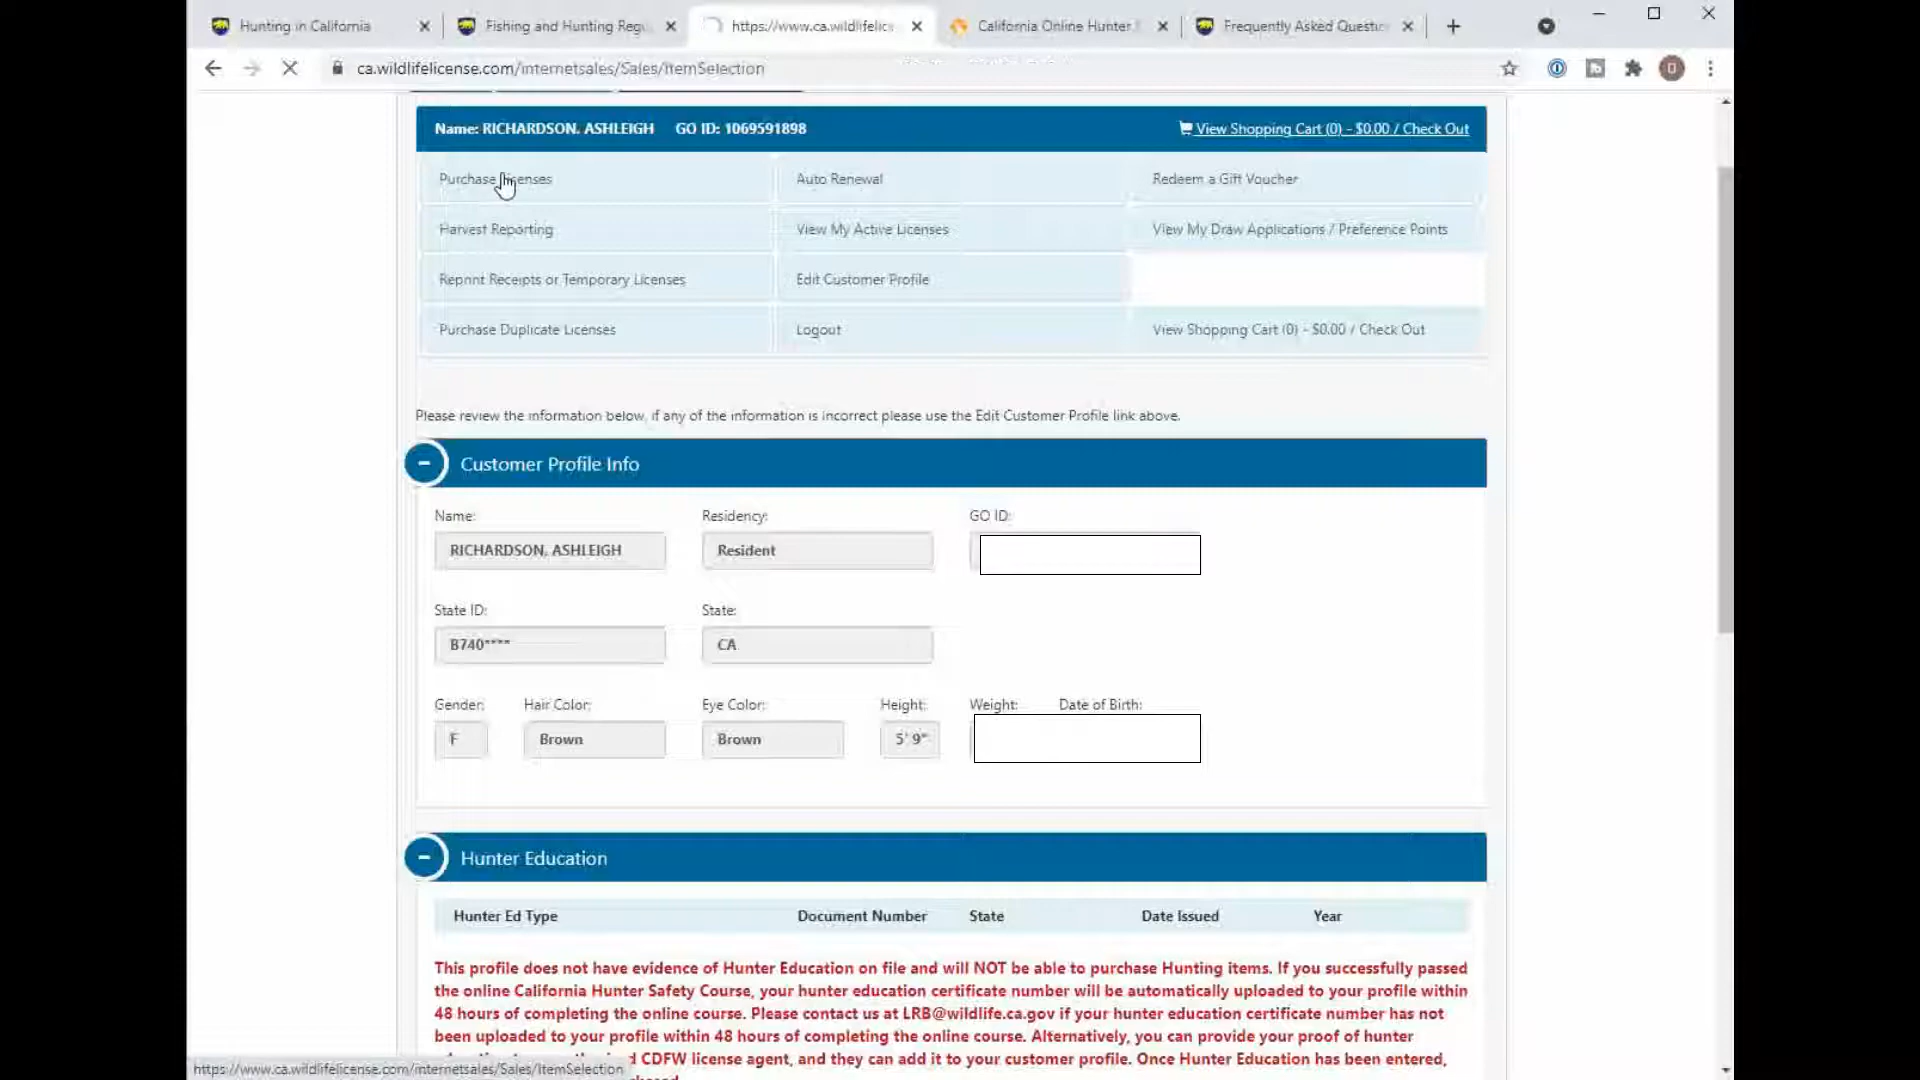 Hunting in California
Fishing and Hunting Regu
https://www.ca.wildlifelicens
California Online Hunter
Frequently Asked Questio
ca.wildlifelicense.com/internetsales/Sales/ItemSelection
Name: RICHARDSON, ASHLEIGH GO ID: 1069591898 View Shopping Cart (0) - $0.00 / Check Out
Purchase Licenses Auto Renewal Redeem a Gift Voucher
Harvest Reporting View My Active Licenses View My Draw Applications / Preference Points
Reprint Receipts or Temporary Licenses Edit Customer Profile
Purchase Duplicate Licenses Logout View Shopping Cart (0) - $0.00 / Check Out
Please review the information below, if any of the information is incorrect please use the Edit Customer Profile link above.
Customer Profile Info
Name: Residency: GO ID:
RICHARDSON, ASHLEIGH Resident
State ID: State:
B740**** CA
Gender: Hair Color: Eye Color: Height: Weight: Date of Birth:
F Brown Brown 5' 9"
Hunter Education
Hunter Ed Type Document Number State Date Issued Year
This profile does not have evidence of Hunter Education on file and will NOT be able to purchase Hunting items. If you successfully passed
the online California Hunter Safety Course, your hunter education certificate number will be automatically uploaded to your profile within
48 hours of completing the online course. Please contact us at LRB@wildlife.ca.gov if your hunter education certificate number has not
been uploaded to your profile within 48 hours of completing the online course. Alternatively, you can provide your proof of hunter
CDFW license agent, and they can add it to your customer profile. Once Hunter Education has been entered,
https://www.ca.wildlifelicense.com/internetsales/Sales/ItemSelection